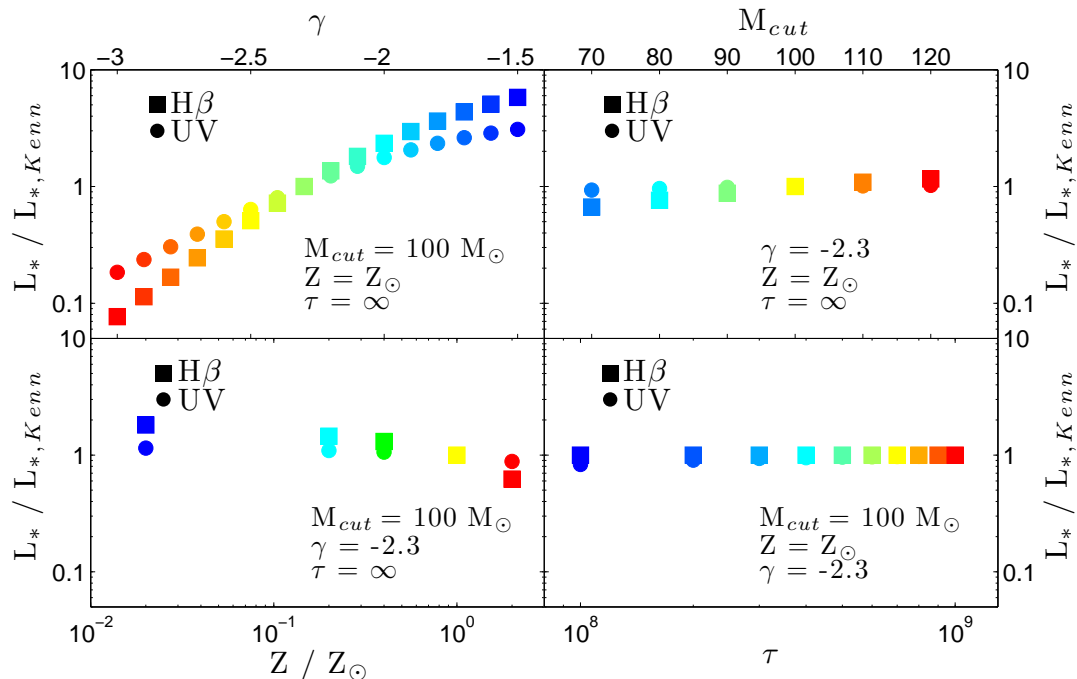 γ
M_cut
-3 -2.5 -2 -1.5
70 80 90 100 110 120
10
1
0.1
L_* / L_*,Kenn
Hβ
UV
M_cut = 100 M_⊙
Z = Z_⊙
τ = ∞
Hβ
UV
γ = -2.3
Z = Z_⊙
τ = ∞
10
1
0.1
L_* / L_*,Kenn
10
1
0.1
L_* / L_*,Kenn
Hβ
UV
M_cut = 100 M_⊙
γ = -2.3
τ = ∞
Hβ
UV
M_cut = 100 M_⊙
Z = Z_⊙
γ = -2.3
10
1
0.1
L_* / L_*,Kenn
10^-2 10^-1 10^0
Z / Z_⊙
10^8 10^9
τ